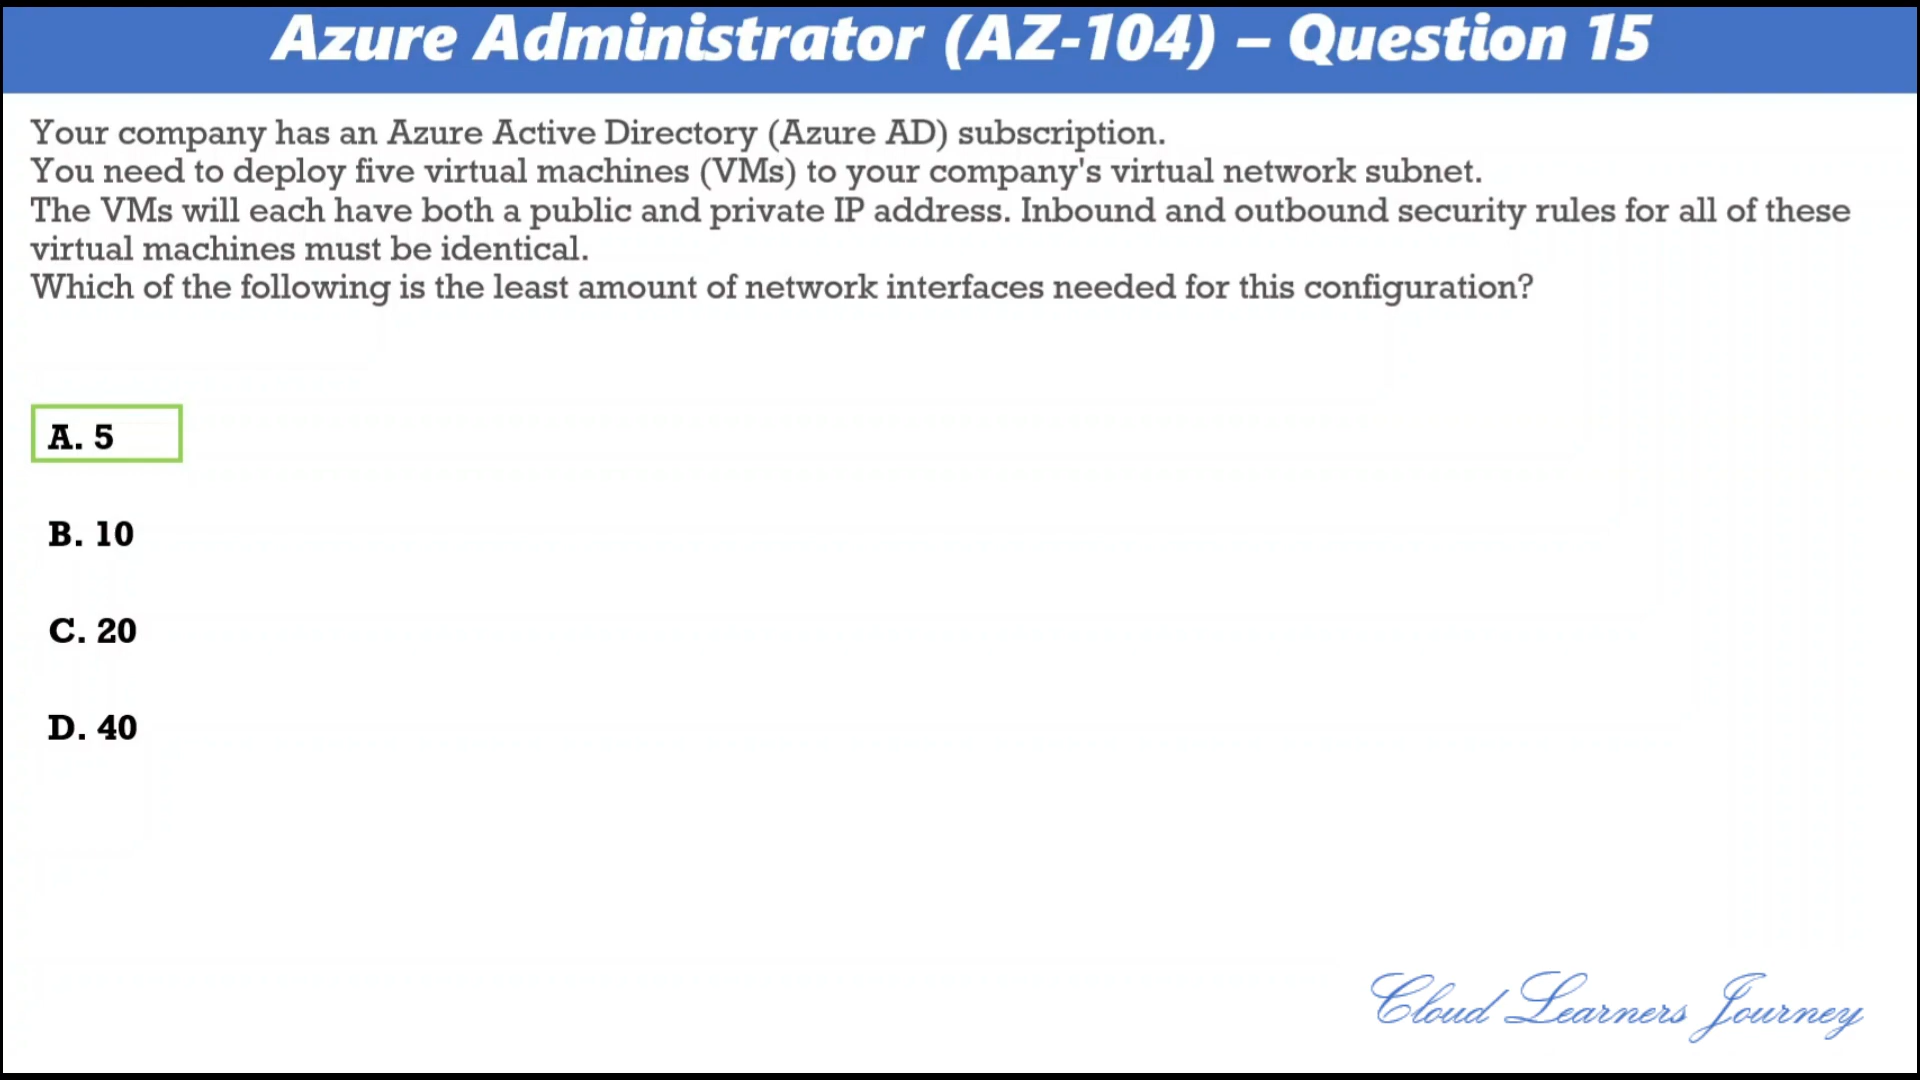 Azure Administrator (AZ-104) – Question 15
Your company has an Azure Active Directory (Azure AD) subscription.
You need to deploy five virtual machines (VMs) to your company's virtual network subnet.
The VMs will each have both a public and private IP address. Inbound and outbound security rules for all of these
virtual machines must be identical.
Which of the following is the least amount of network interfaces needed for this configuration?
A. 5
B. 10
C. 20
D. 40
Cloud Learners Journey